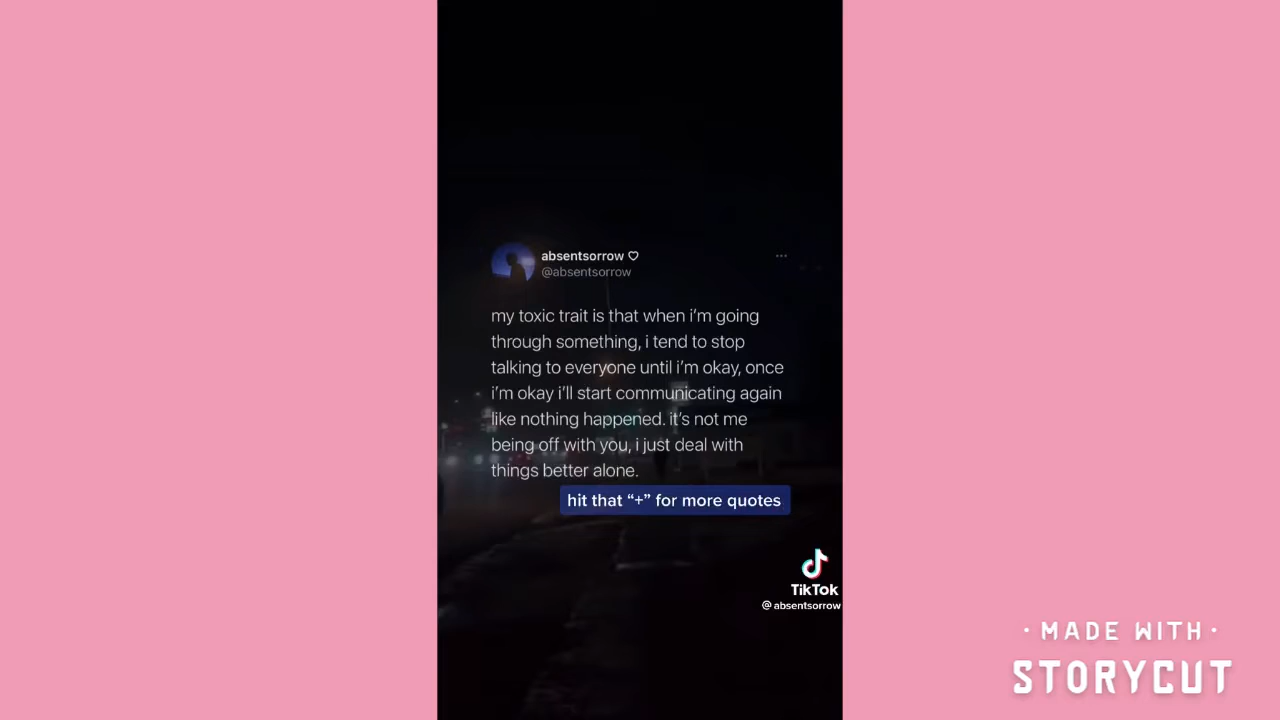 absentsorrow ♡
@absentsorrow
...
my toxic trait is that when i’m going
through something, i tend to stop
talking to everyone until i’m okay, once
i’m okay i’ll start communicating again
like nothing happened. it’s not me
being off with you, i just deal with
things better alone.
hit that “+” for more quotes
TikTok
@absentsorrow
· MADE WITH ·
STORYCUT